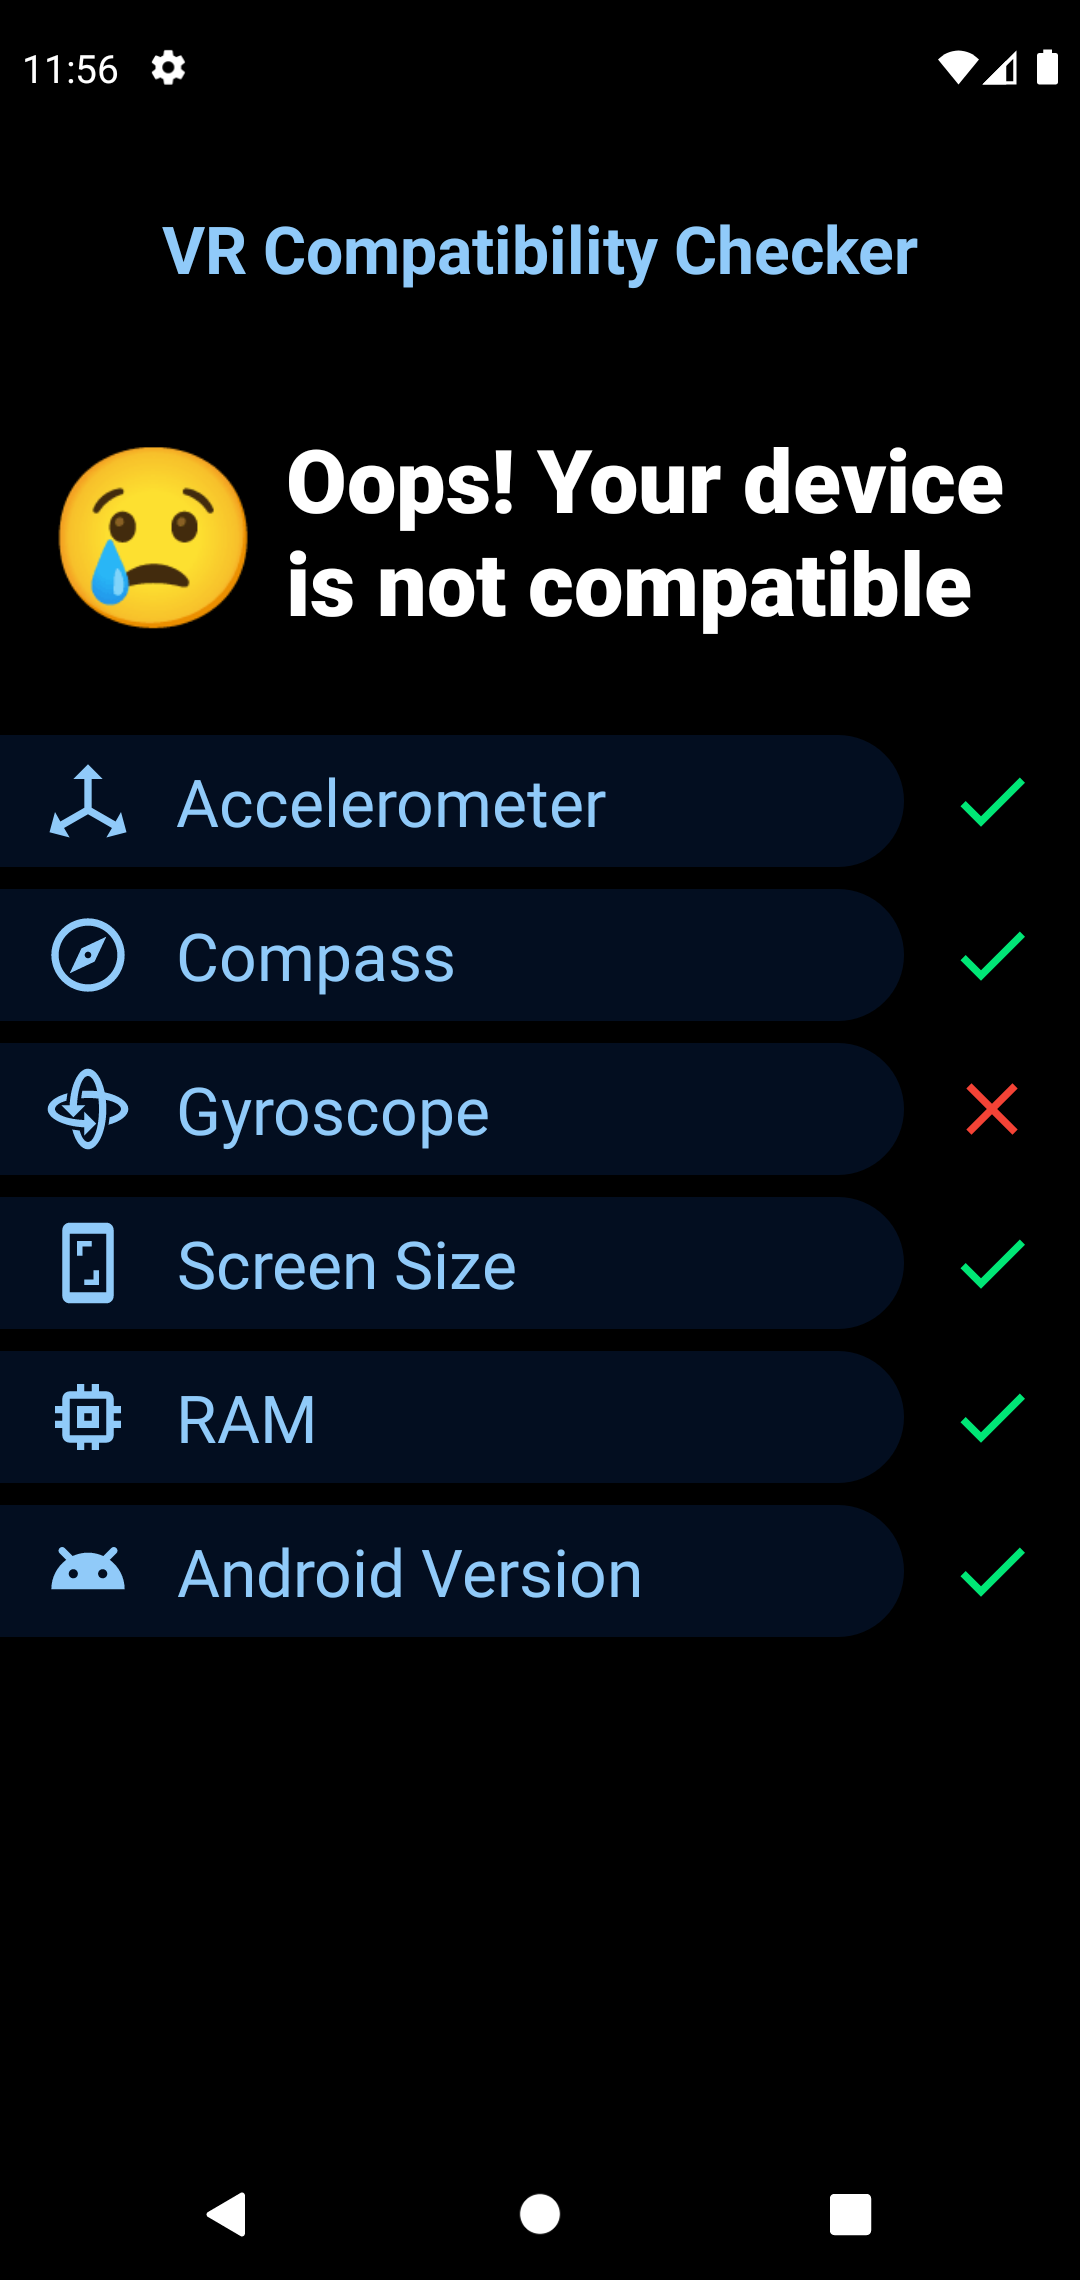 11:56
VR Compatibility Checker
Oops! Your device
is not compatible
Accelerometer
Compass
Gyroscope
Screen Size
RAM
Android Version